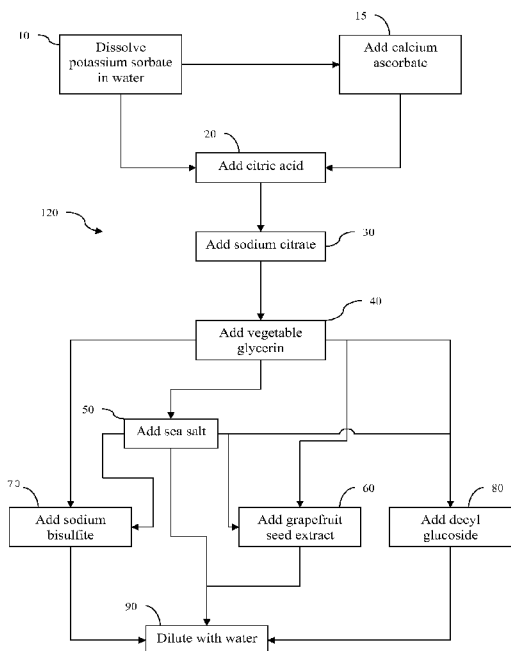 10
15
Dissolve
potassium sorbate
in water
Add calcium
ascorbate
20
Add citric acid
120
Add sodium citrate
30
40
Add vegetable
glycerin
50
Add sea salt
70
60
80
Add sodium
bisulfite
Add grapefruit
seed extract
Add decyl
glucoside
90
Dilute with water